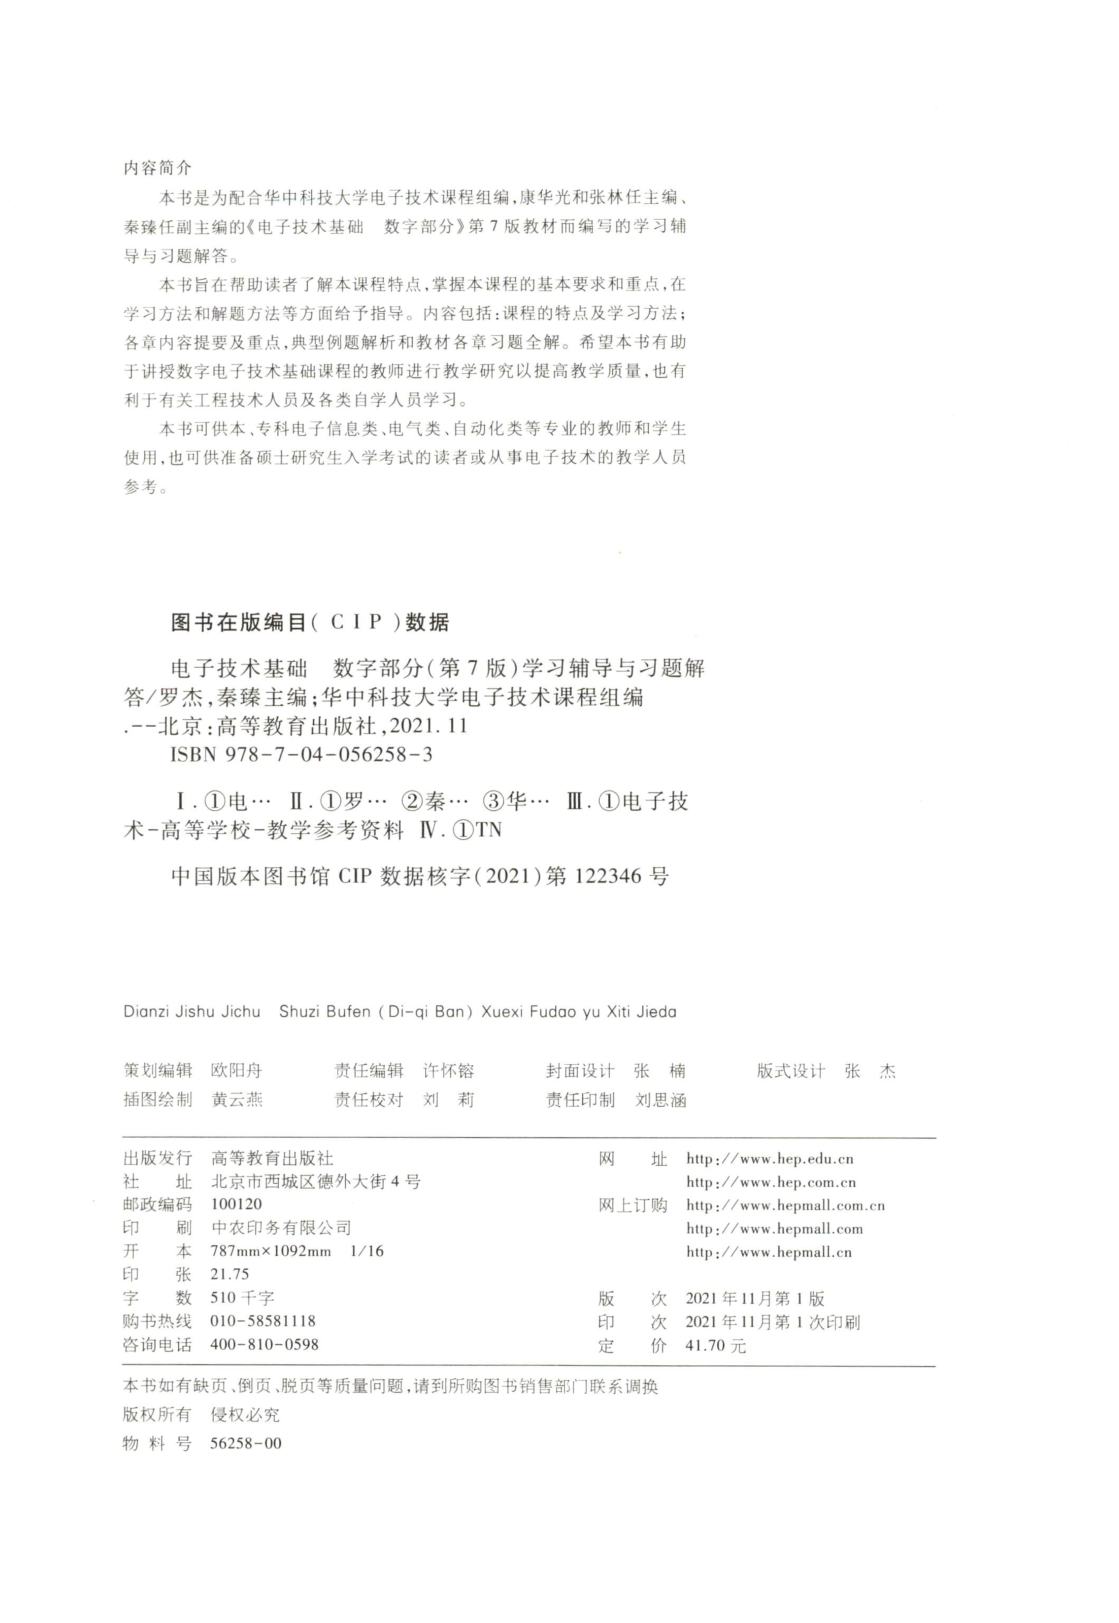 内容简介
本书是为配合华中科技大学电子技术课程组编,康华光和张林任主编、
秦臻任副主编的《电子技术基础　数字部分》第 7 版教材而编写的学习辅
导与习题解答。
本书旨在帮助读者了解本课程特点,掌握本课程的基本要求和重点,在
学习方法和解题方法等方面给予指导。内容包括:课程的特点及学习方法;
各章内容提要及重点,典型例题解析和教材各章习题全解。希望本书有助
于讲授数字电子技术基础课程的教师进行教学研究以提高教学质量,也有
利于有关工程技术人员及各类自学人员学习。
本书可供本、专科电子信息类、电气类、自动化类等专业的教师和学生
使用,也可供准备硕士研究生入学考试的读者或从事电子技术的教学人员
参考。
图书在版编目( CIP )数据
电子技术基础　数字部分(第 7 版)学习辅导与习题解
答/罗杰,秦臻主编;华中科技大学电子技术课程组编
.--北京:高等教育出版社,2021.11
ISBN 978-7-04-056258-3
Ⅰ.①电… Ⅱ.①罗… ②秦… ③华… Ⅲ.①电子技
术-高等学校-教学参考资料 Ⅳ.①TN
中国版本图书馆 CIP 数据核字(2021)第 122346 号
Dianzi Jishu Jichu　Shuzi Bufen (Di-qi Ban) Xuexi Fudao yu Xiti Jieda
策划编辑　欧阳舟　责任编辑　许怀镕　封面设计　张　楠　版式设计　张　杰
插图绘制　黄云燕　责任校对　刘　莉　责任印制　刘思涵
出版发行　高等教育出版社　网　址　http://www.hep.edu.cn
社　址　北京市西城区德外大街 4 号　http://www.hep.com.cn
邮政编码　100120　网上订购　http://www.hepmall.com.cn
印　刷　中农印务有限公司　http://www.hepmall.com
开　本　787mm×1092mm　1/16　http://www.hepmall.cn
印　张　21.75
字　数　510 千字　版　次　2021 年 11 月第 1 版
购书热线　010-58581118　印　次　2021 年 11 月第 1 次印刷
咨询电话　400-810-0598　定　价　41.70 元
本书如有缺页、倒页、脱页等质量问题,请到所购图书销售部门联系调换
版权所有　侵权必究
物 料 号　56258-00